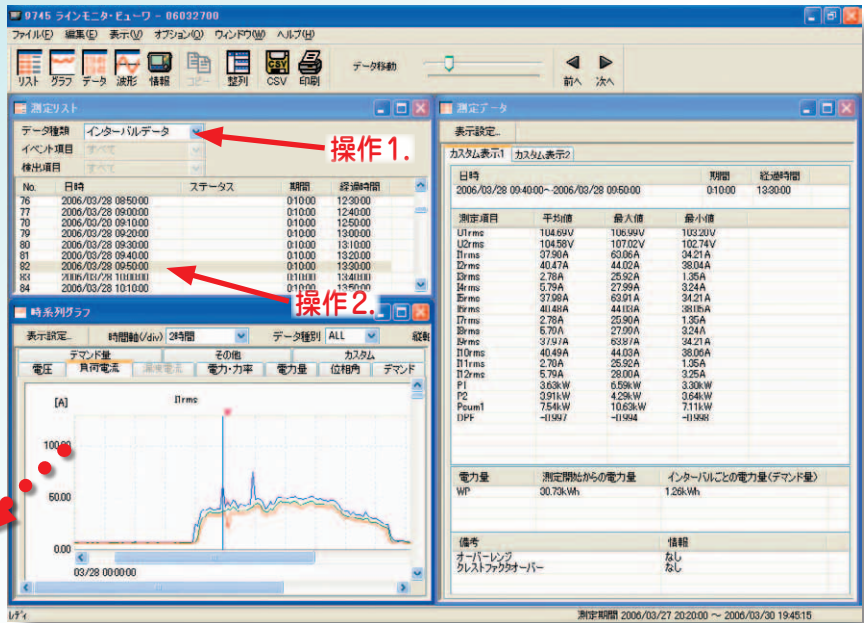 9745 ラインモニタ・ビューワ - 06032700
ファイル(F) 編集(E) 表示(V) オプション(O) ウィンドウ(W) ヘルプ(H)
リスト グラフ データ 波形 情報 コピー 整列 CSV 印刷 データ移動 前へ 次へ
測定リスト
データ種類 インターバルデータ
イベント項目 すべて
検出項目 すべて
操作1.
No. 日時 ステータス 期間 経過時間
76 2006/03/28 08:50:00 0:10:00 12:30:00
77 2006/03/28 09:00:00 0:10:00 12:40:00
78 2006/03/28 09:10:00 0:10:00 12:50:00
79 2006/03/28 09:20:00 0:10:00 13:00:00
80 2006/03/28 09:30:00 0:10:00 13:10:00
81 2006/03/28 09:40:00 0:10:00 13:20:00
82 2006/03/28 09:50:00 0:10:00 13:30:00
83 2006/03/28 10:00:00 0:10:00 13:40:00
84 2006/03/28 10:10:00 0:10:00 13:50:00
操作2.
時系列グラフ
表示設定... 時間軸(/div) 2時間 データ種別 ALL 縦軸
デマンド量 その他 カスタム
電圧 負荷電流 漏洩電流 電力・力率 電力量 位相角 デマンド
[A] I1rms
100.00
50.00
0.00
03/28 00:00:00
測定データ
表示設定...
カスタム表示1 カスタム表示2
日時 期間 経過時間
2006/03/28 09:40:00～2006/03/28 09:50:00 0:10:00 13:30:00
測定項目 平均値 最大値 最小値
U1rms 104.69V 106.99V 103.20V
U2rms 104.58V 107.02V 102.74V
I1rms 37.90A 63.06A 34.21A
I2rms 40.47A 44.02A 38.04A
I3rms 2.78A 25.92A 1.35A
I4rms 5.79A 27.99A 3.24A
I5rms 37.98A 63.91A 34.21A
I6rms 40.48A 44.03A 38.05A
I7rms 2.78A 25.90A 1.35A
I8rms 5.79A 27.99A 3.24A
I9rms 37.97A 63.87A 34.21A
I10rms 40.49A 44.03A 38.06A
I11rms 2.78A 25.92A 1.35A
I12rms 5.79A 28.00A 3.25A
P1 3.63kW 6.59kW 3.30kW
P2 3.91kW 4.29kW 3.64kW
Psum1 7.54kW 10.63kW 7.11kW
DPF -0.997 -0.994 -0.998
電力量 測定開始からの電力量 インターバルごとの電力量(デマンド量)
WP 30.73kWh 1.26kWh
備考 情報
オーバーレンジ なし
クレストファクタオーバー なし
レディ 測定期間 2006/03/27 20:20:00 ～ 2006/03/30 19:45:15